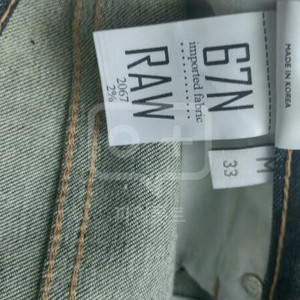 67N
imported fabric
RAW
2067
2%
MADE IN KOREA
M
33